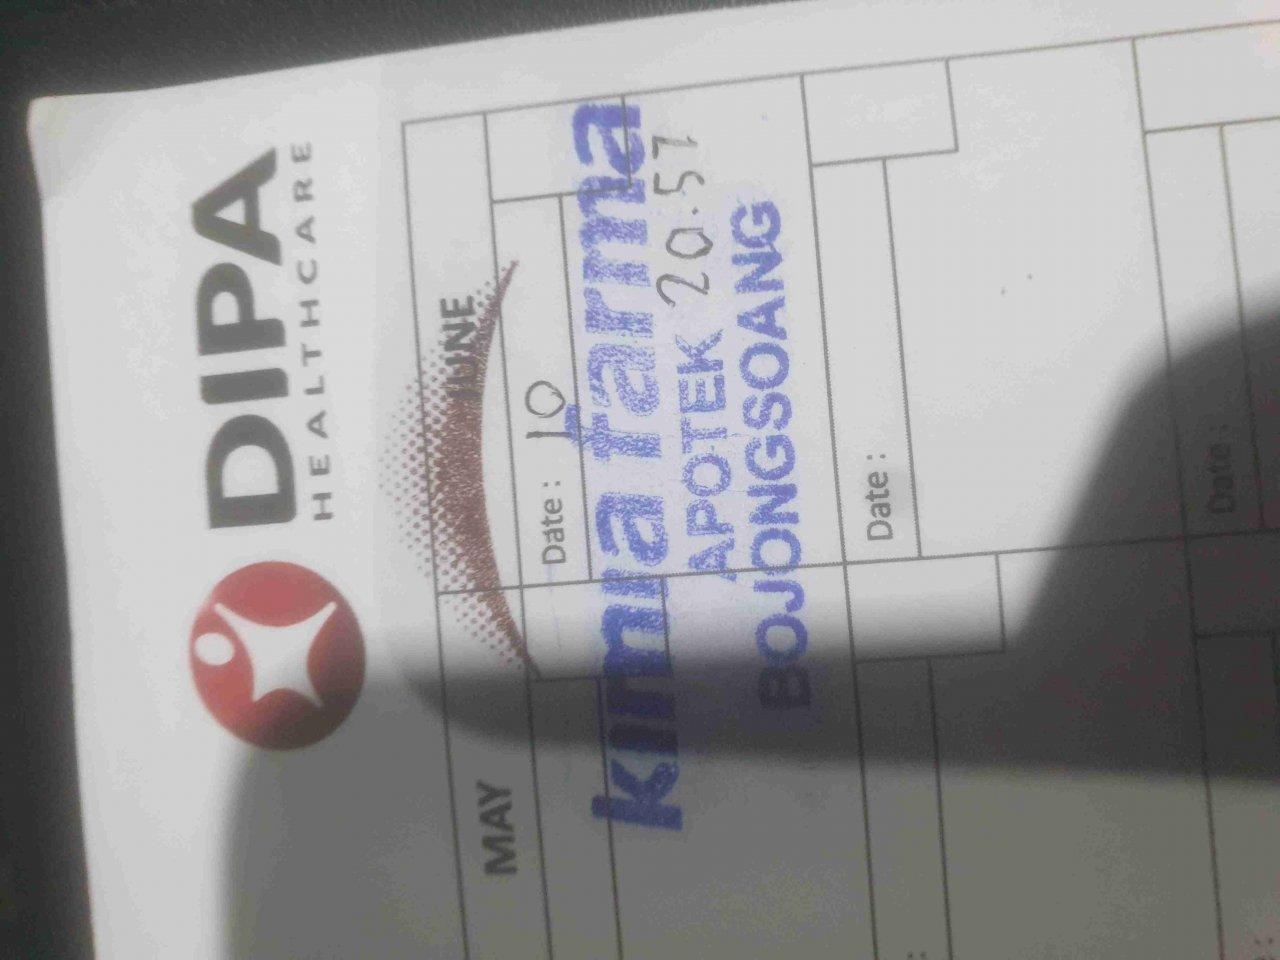 DIPA
HEALTHCARE
MAY
JUNE
Date : 10
kimia farma
APOTEK 20.57
BOJONGSOANG
Date :
Date :